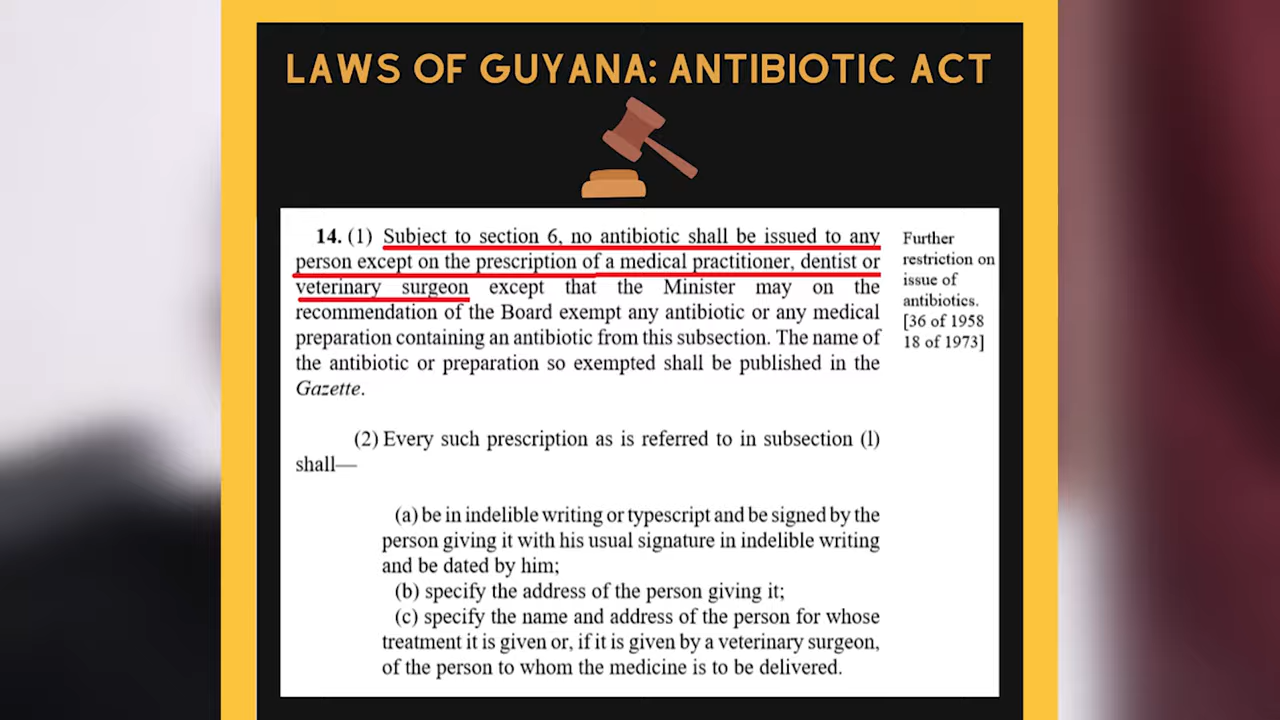 LAWS OF GUYANA: ANTIBIOTIC ACT
14. (1) Subject to section 6, no antibiotic shall be issued to any
person except on the prescription of a medical practitioner, dentist or
veterinary surgeon except that the Minister may on the
recommendation of the Board exempt any antibiotic or any medical
preparation containing an antibiotic from this subsection. The name of
the antibiotic or preparation so exempted shall be published in the
Gazette.
Further
restriction on
issue of
antibiotics.
[36 of 1958
18 of 1973]
(2) Every such prescription as is referred to in subsection (l)
shall—
(a) be in indelible writing or typescript and be signed by the
person giving it with his usual signature in indelible writing
and be dated by him;
(b) specify the address of the person giving it;
(c) specify the name and address of the person for whose
treatment it is given or, if it is given by a veterinary surgeon,
of the person to whom the medicine is to be delivered.